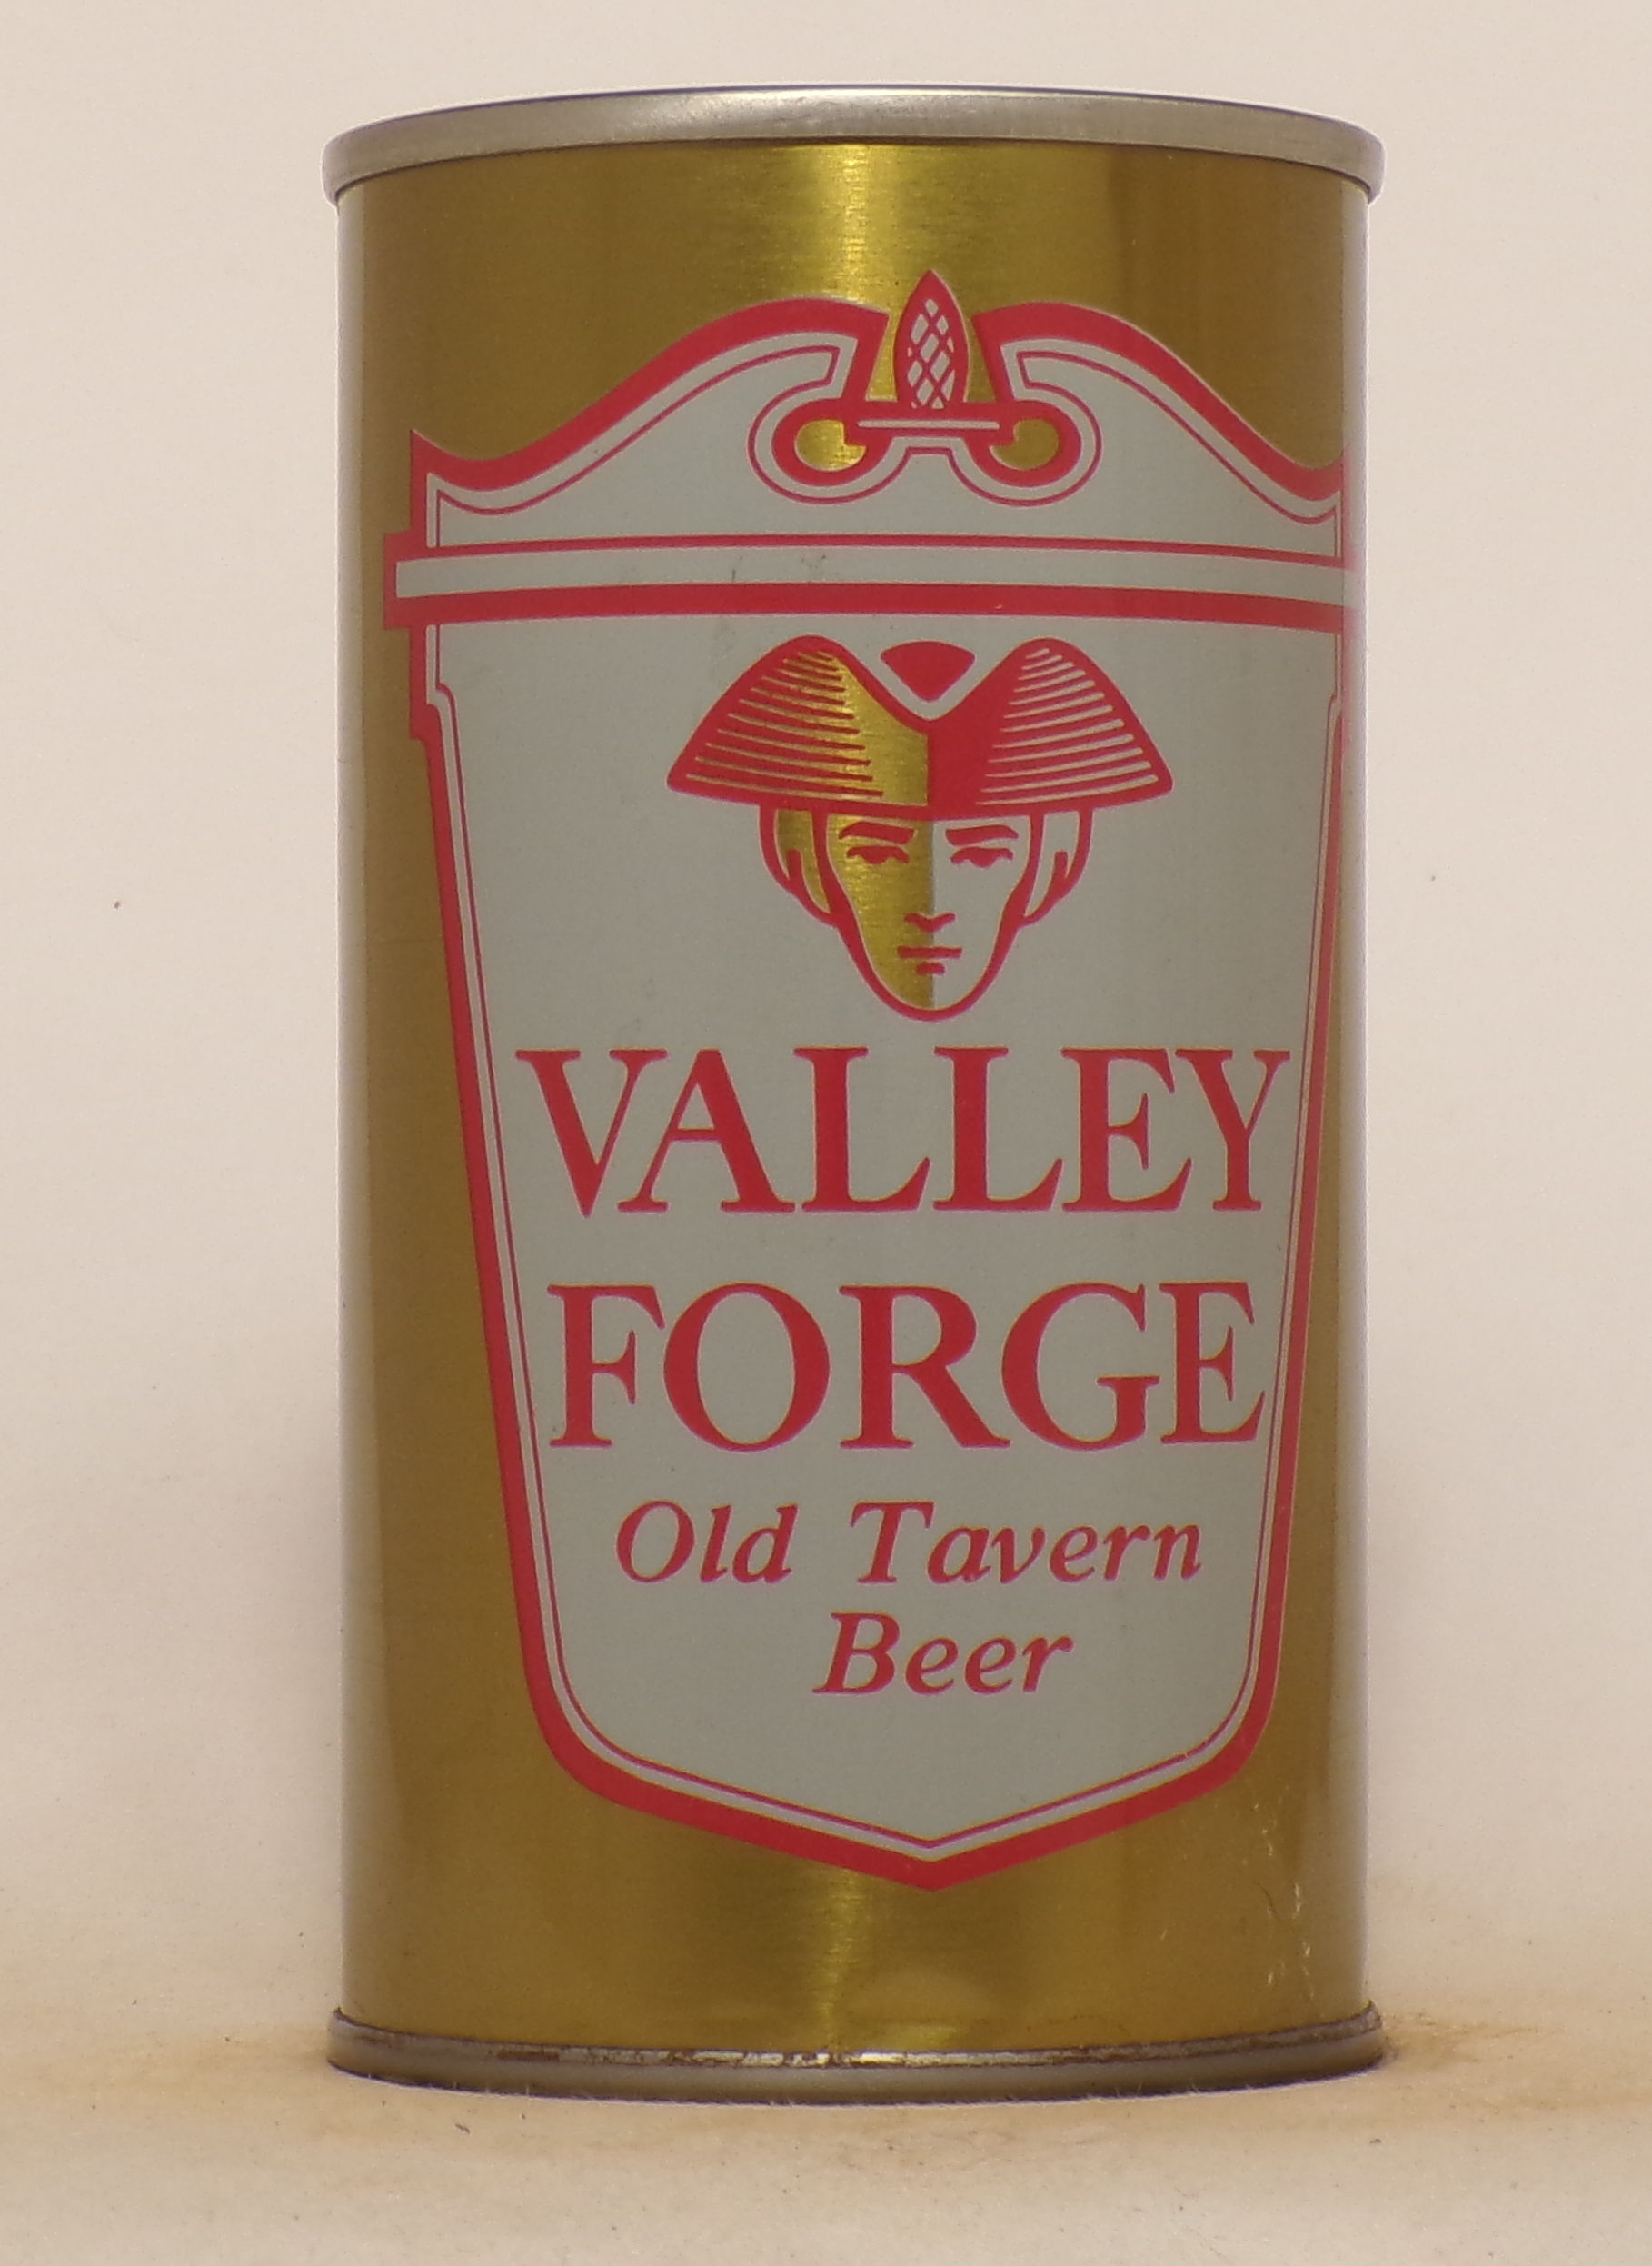 VALLEY
FORGE
Old Tavern
Beer